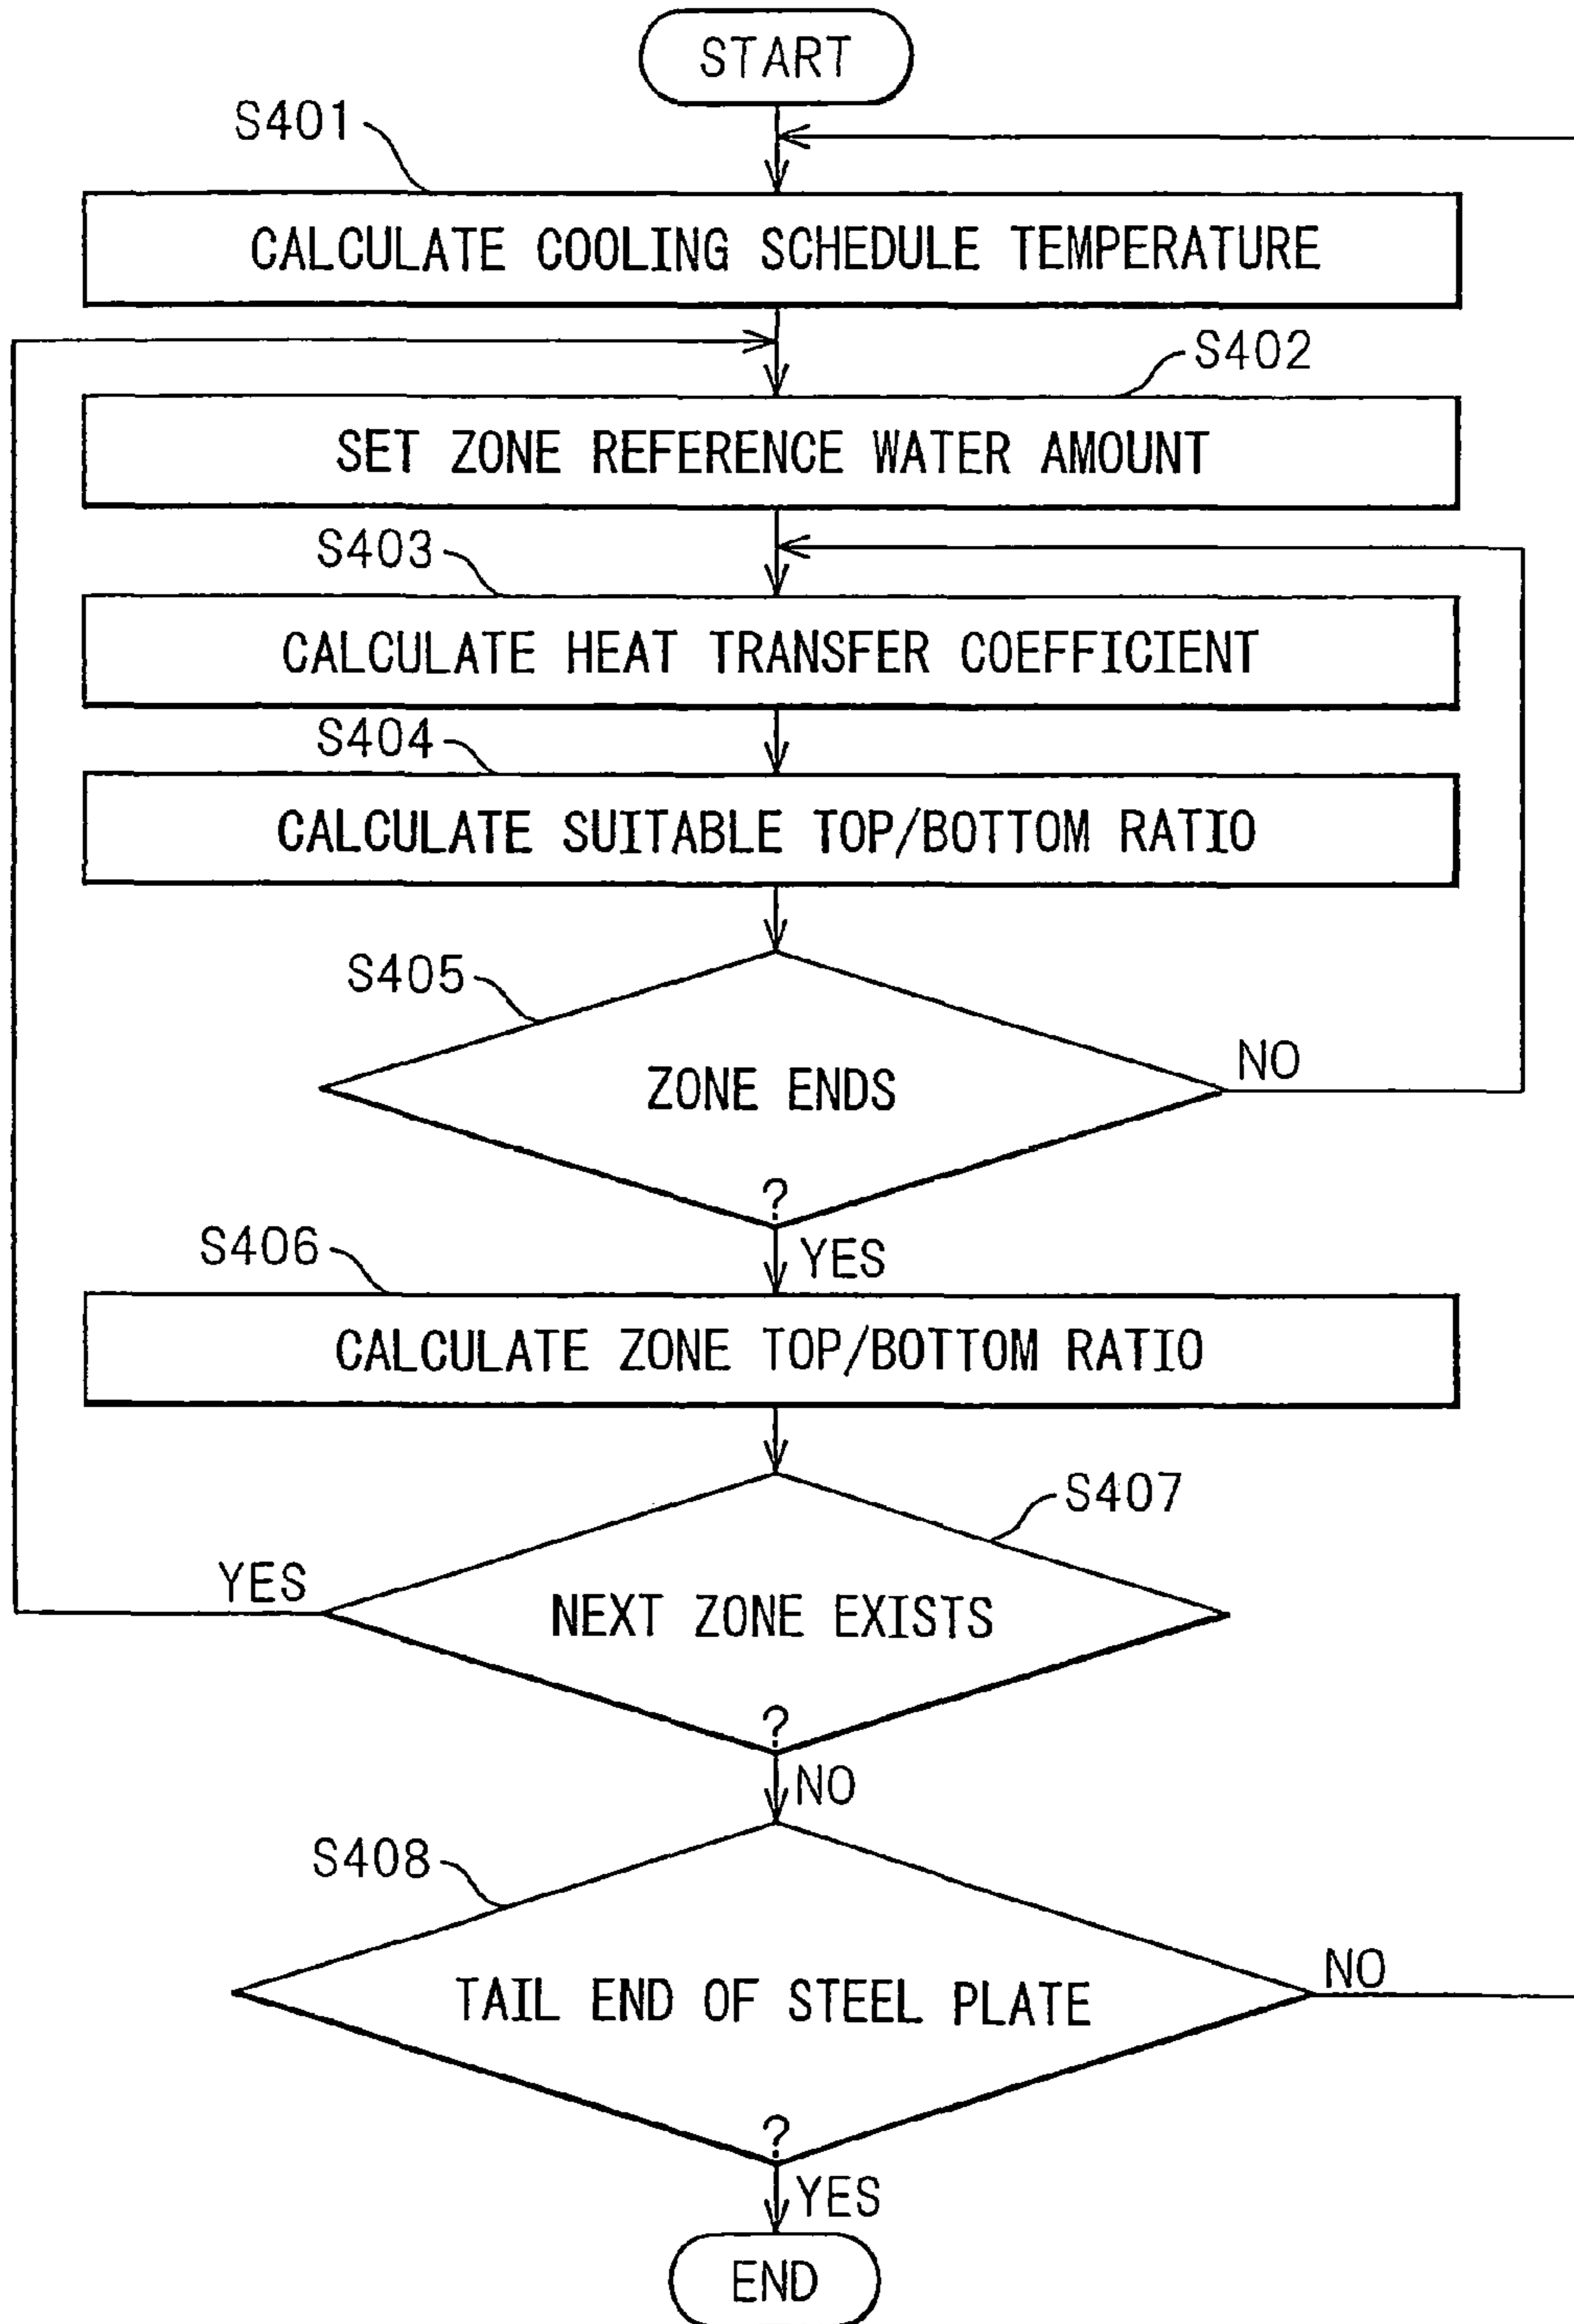 START
S401
CALCULATE COOLING SCHEDULE TEMPERATURE
S402
SET ZONE REFERENCE WATER AMOUNT
S403
CALCULATE HEAT TRANSFER COEFFICIENT
S404
CALCULATE SUITABLE TOP/BOTTOM RATIO
S405
ZONE ENDS
NO
?
YES
S406
CALCULATE ZONE TOP/BOTTOM RATIO
S407
YES
NEXT ZONE EXISTS
?
NO
S408
NO
TAIL END OF STEEL PLATE
?
YES
END